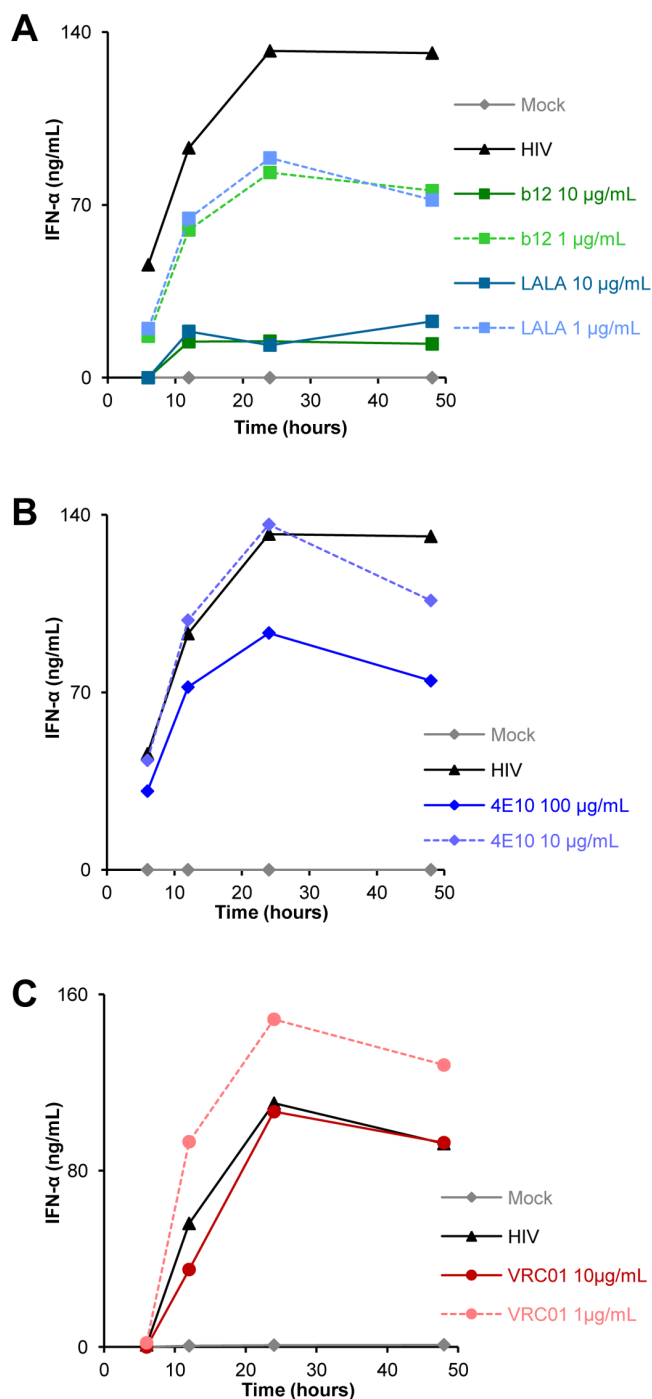 A
140
70
0
IFN-α (ng/mL)
0 10 20 30 40 50
Time (hours)
Mock
HIV
b12 10 µg/mL
b12 1 µg/mL
LALA 10 µg/mL
LALA 1 µg/mL
B
140
70
0
IFN-α (ng/mL)
0 10 20 30 40 50
Time (hours)
Mock
HIV
4E10 100 µg/mL
4E10 10 µg/mL
C
160
80
0
IFN-α (ng/mL)
0 10 20 30 40 50
Time (hours)
Mock
HIV
VRC01 10µg/mL
VRC01 1µg/mL